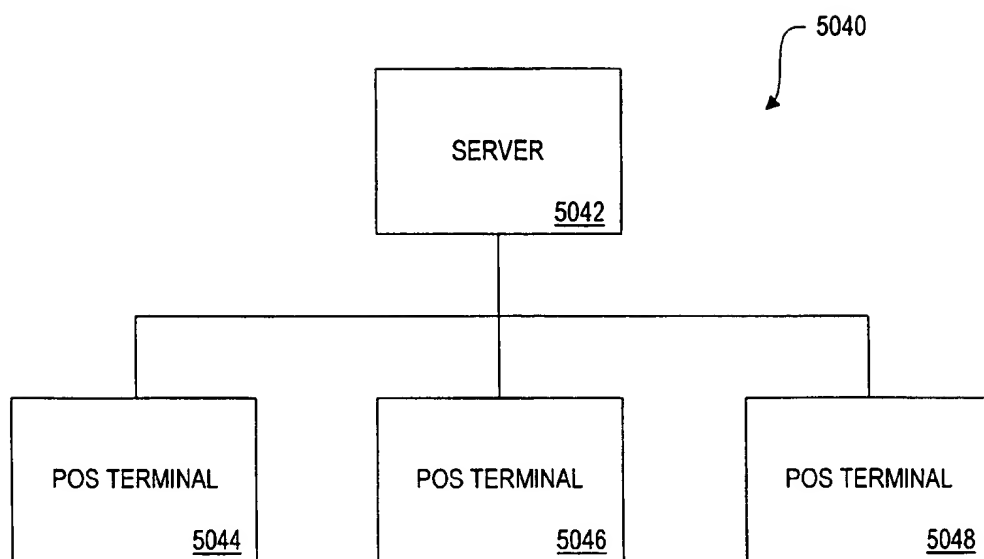 5040
SERVER
5042
POS TERMINAL
5044
POS TERMINAL
5046
POS TERMINAL
5048